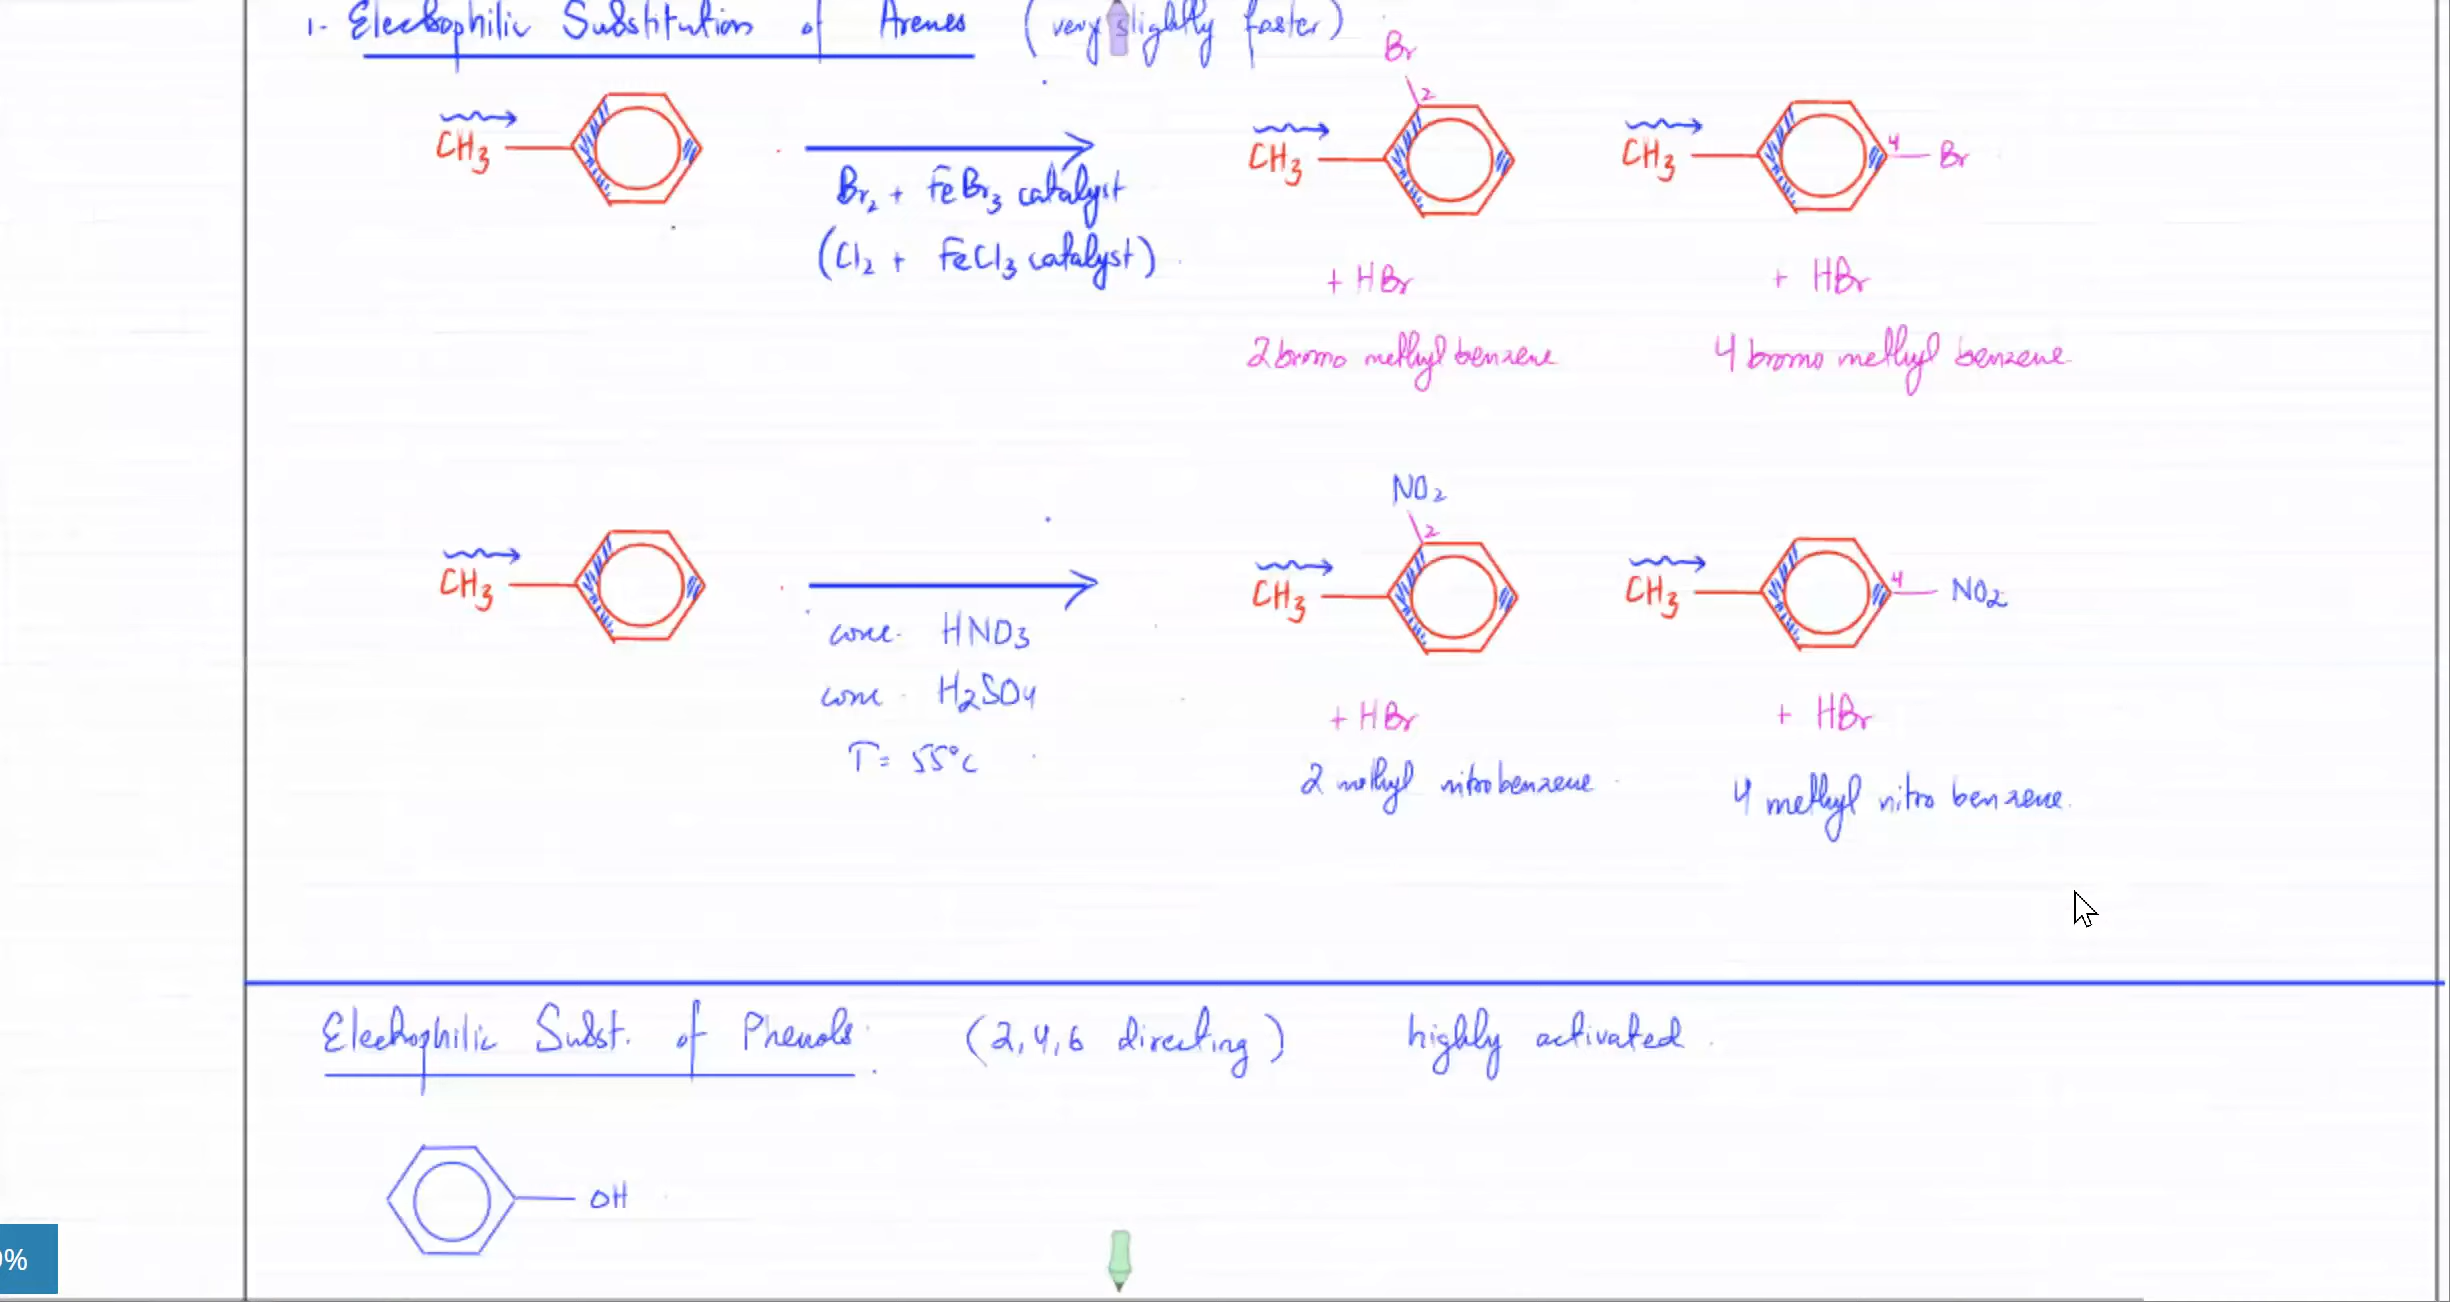 1. Electrophilic Substitution of Arenes (very slightly faster)
Br
2
CH3 CH3 CH3 4 Br
Br2 + FeBr3 catalyst
(Cl2 + FeCl3 catalyst)
+ HBr + HBr
2 bromo methyl benzene 4 bromo methyl benzene
NO2
2
CH3 CH3 CH3 4 NO2
conc. HNO3
conc. H2SO4
T= 55°C
+ HBr + HBr
2 methyl nitrobenzene 4 methyl nitro benzene.
Electrophilic Subst. of Phenols. (2,4,6 directing) highly activated.
OH